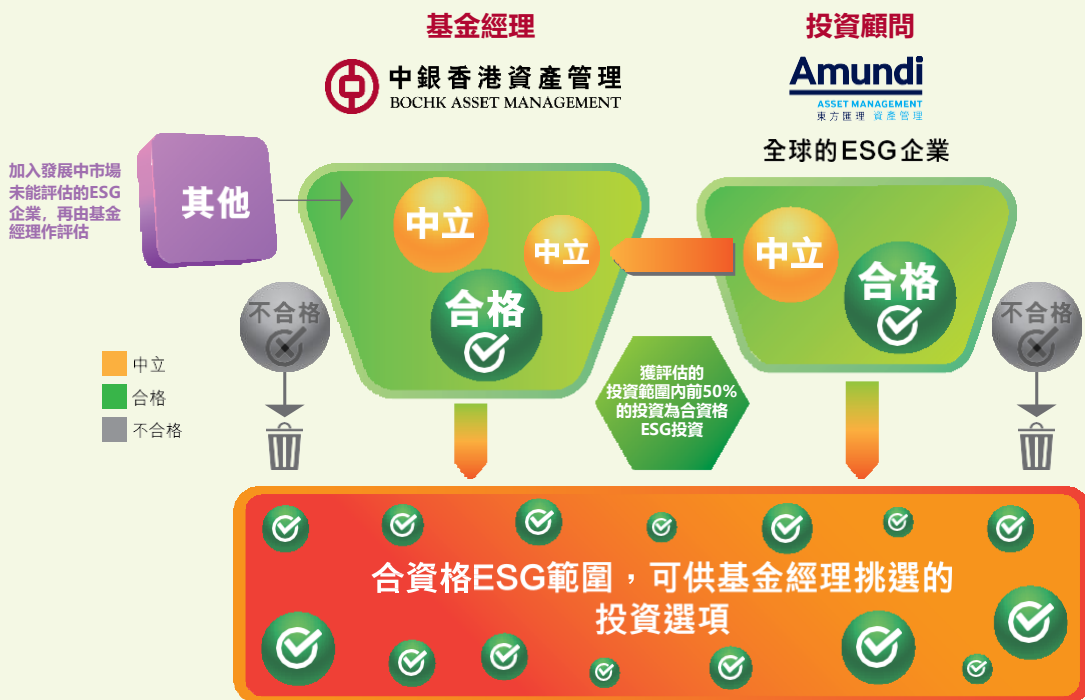 基金經理
中銀香港資產管理
BOCHK ASSET MANAGEMENT
投資顧問
Amundi
ASSET MANAGEMENT
東方匯理 資產管理
全球的ESG企業
加入發展中市場
未能評估的ESG
企業，再由基金
經理作評估
其他
中立
中立
合格
中立
合格
不合格
不合格
中立
合格
不合格
獲評估的
投資範圍內前50%
的投資為合資格
ESG投資
合資格ESG範圍，可供基金經理挑選的
投資選項